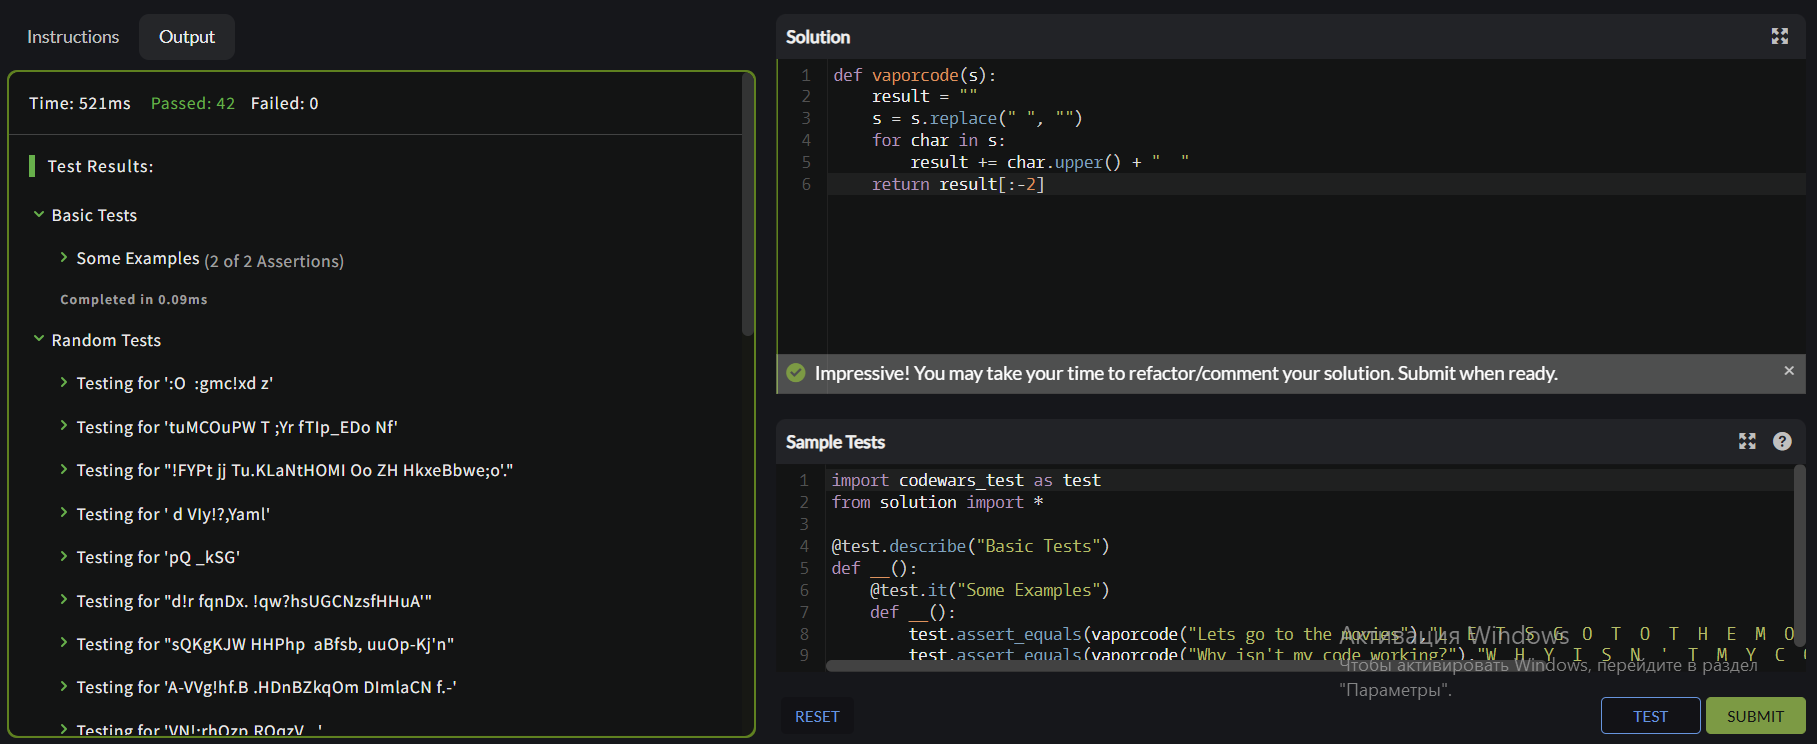 Instructions
Output
Time: 521ms Passed: 42 Failed: 0
Test Results:
Basic Tests
Some Examples (2 of 2 Assertions)
Completed in 0.09ms
Random Tests
Testing for ':O  :gmc!xd z'
Testing for 'tuMCOuPW T ;Yr fTIp_EDo Nf'
Testing for "!FYPt jj Tu.KLaNtHOMI Oo ZH HkxeBbwe;o'."
Testing for ' d VIy!?,Yaml'
Testing for 'pQ _kSG'
Testing for "d!r fqnDx. !qw?hsUGCNzsfHHuA'"
Testing for "sQKgKJW HHPhp  aBfsb, uuOp-Kj'n"
Testing for 'A-VVg!hf.B .HDnBZkqOm DImlaCN f.-'
Testing for 'VN!:rhOzp ROqzV  '
Solution
1 def vaporcode(s):
2     result = ""
3     s = s.replace(" ", "")
4     for char in s:
5         result += char.upper() + "  "
6     return result[:-2]
Impressive! You may take your time to refactor/comment your solution. Submit when ready.
Sample Tests
1 import codewars_test as test
2 from solution import *
3
4 @test.describe("Basic Tests")
5 def __():
6     @test.it("Some Examples")
7     def __():
8         test.assert_equals(vaporcode("Lets go to the movies"),"L  E  T  S  G  O  T  O  T  H  E  M  O
9         test.assert_equals(vaporcode("Why isn't my code working?"),"W  H  Y  I  S  N  '  T  M  Y  C
Активация Windows
Чтобы активировать Windows, перейдите в раздел
"Параметры".
RESET
TEST
SUBMIT